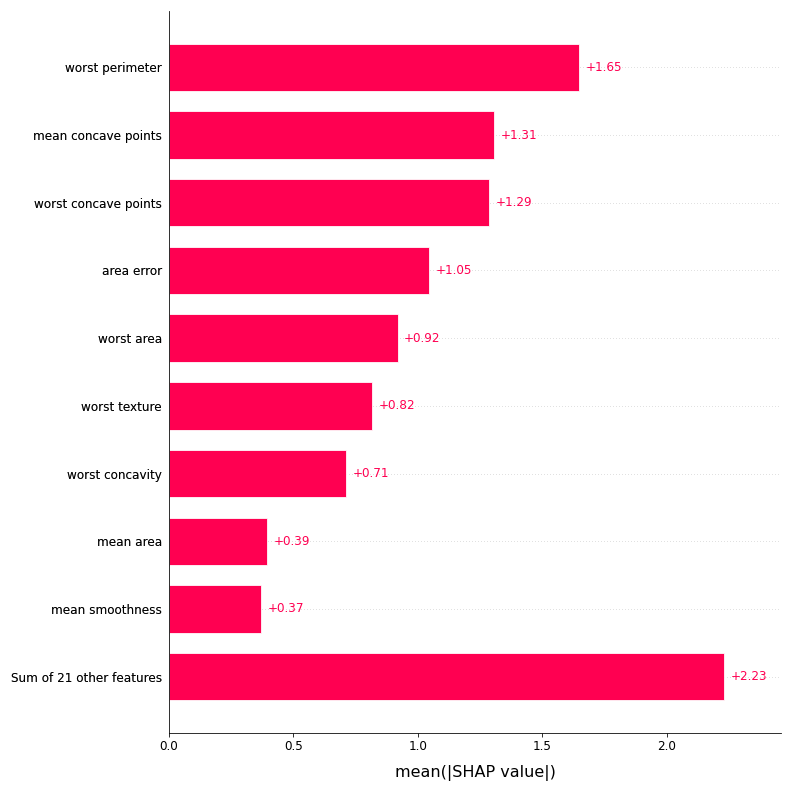 worst perimeter +1.65
mean concave points +1.31
worst concave points +1.29
area error +1.05
worst area +0.92
worst texture +0.82
worst concavity +0.71
mean area +0.39
mean smoothness +0.37
Sum of 21 other features +2.23
0.0 0.5 1.0 1.5 2.0
mean(|SHAP value|)